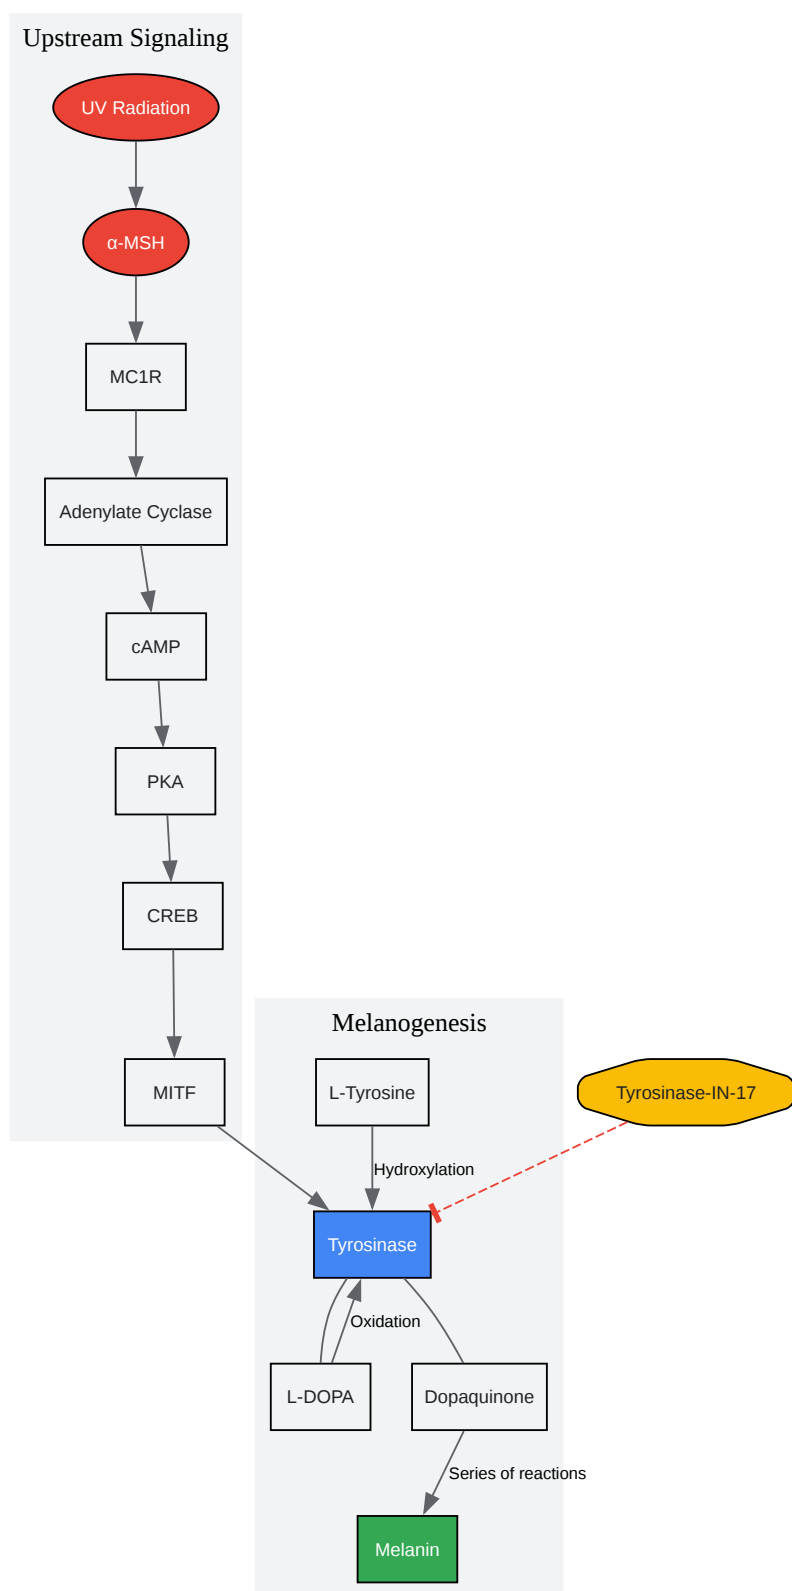 Upstream Signaling
UV Radiation
α-MSH
MC1R
Adenylate Cyclase
cAMP
PKA
CREB
MITF
Melanogenesis
L-Tyrosine
Tyrosinase-IN-17
Hydroxylation
Tyrosinase
Oxidation
L-DOPA
Dopaquinone
Series of reactions
Melanin